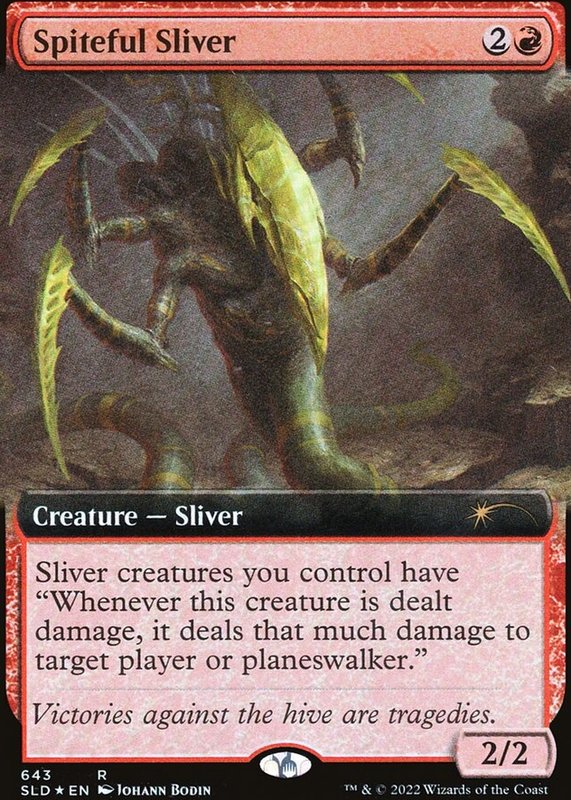 Spiteful Sliver 2
Creature — Sliver
Sliver creatures you control have
“Whenever this creature is dealt
damage, it deals that much damage to
target player or planeswalker.”
Victories against the hive are tragedies.
2/2
643 R
SLD ★ EN Johann Bodin ™ & © 2022 Wizards of the Coast